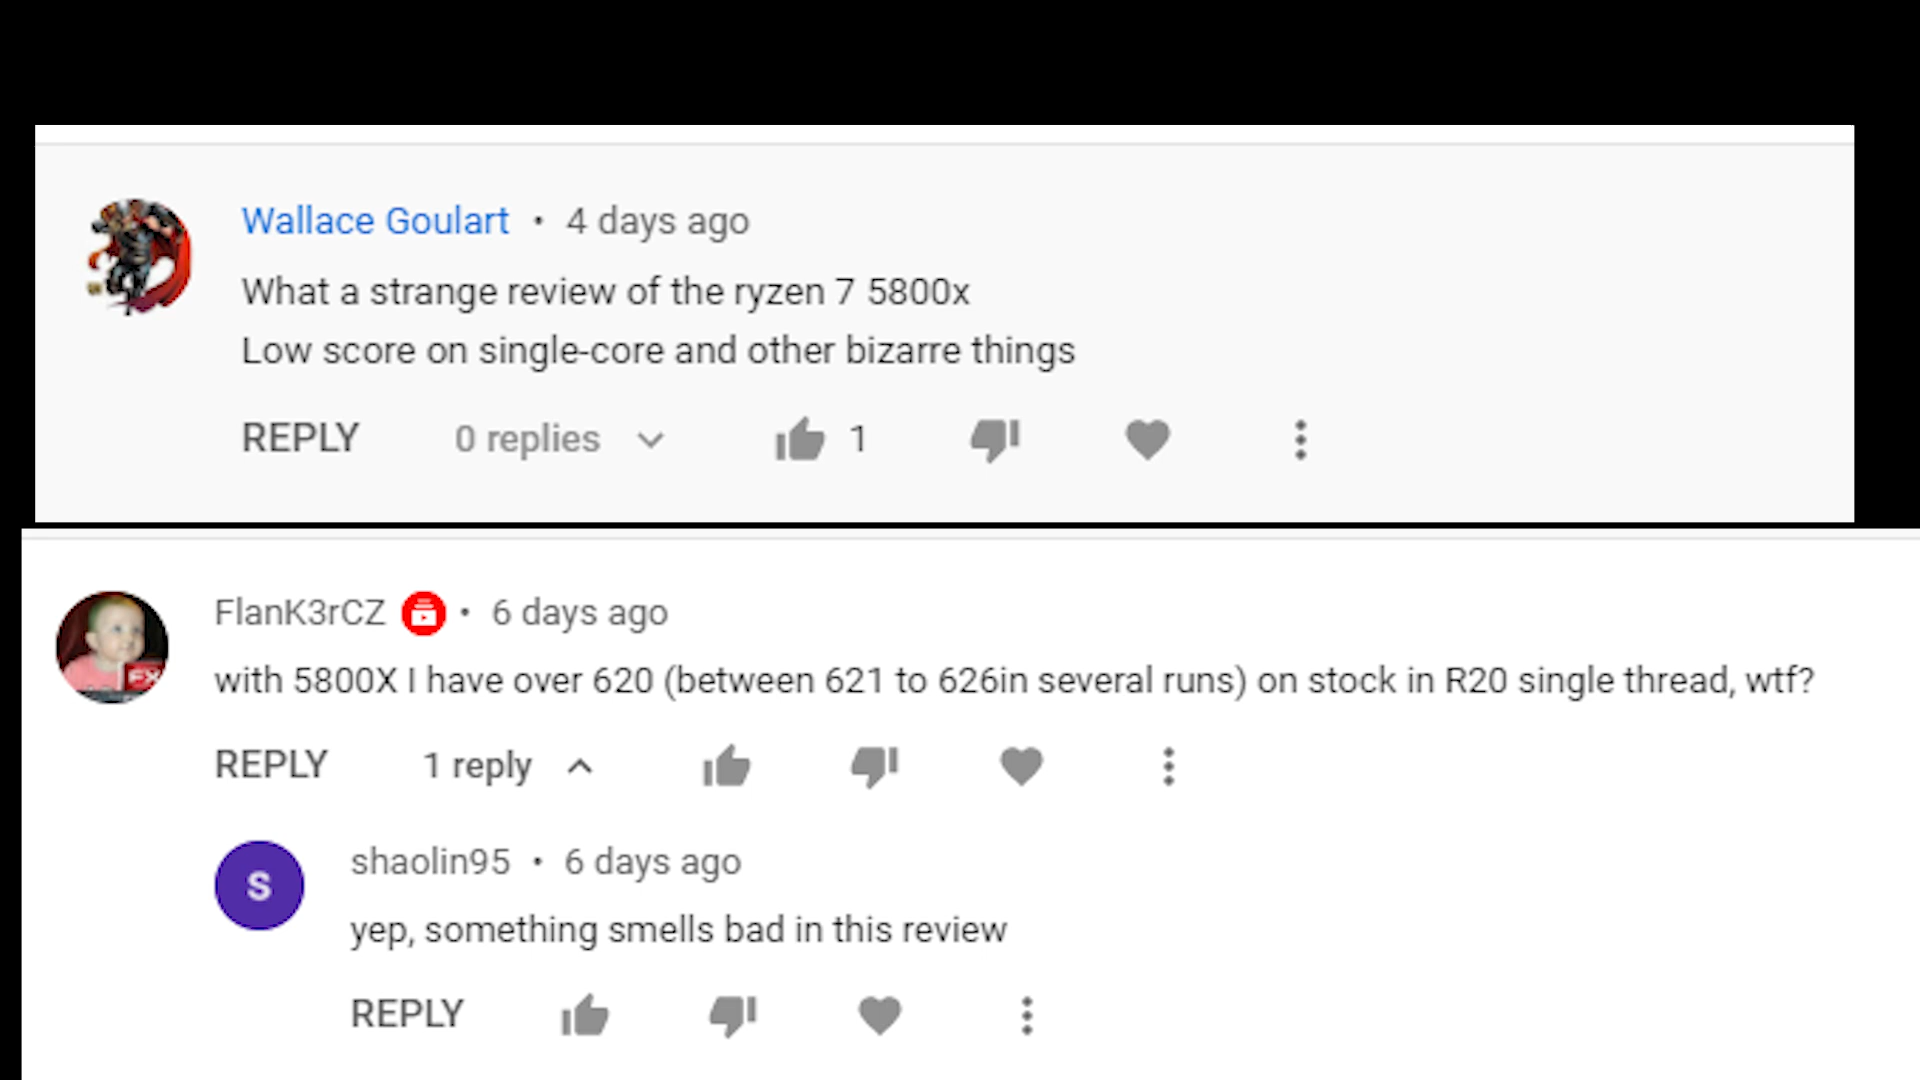 Wallace Goulart • 4 days ago
What a strange review of the ryzen 7 5800x
Low score on single-core and other bizarre things
REPLY 0 replies 1
FlanK3rCZ • 6 days ago
FX
with 5800X I have over 620 (between 621 to 626in several runs) on stock in R20 single thread, wtf?
REPLY 1 reply
S shaolin95 • 6 days ago
yep, something smells bad in this review
REPLY